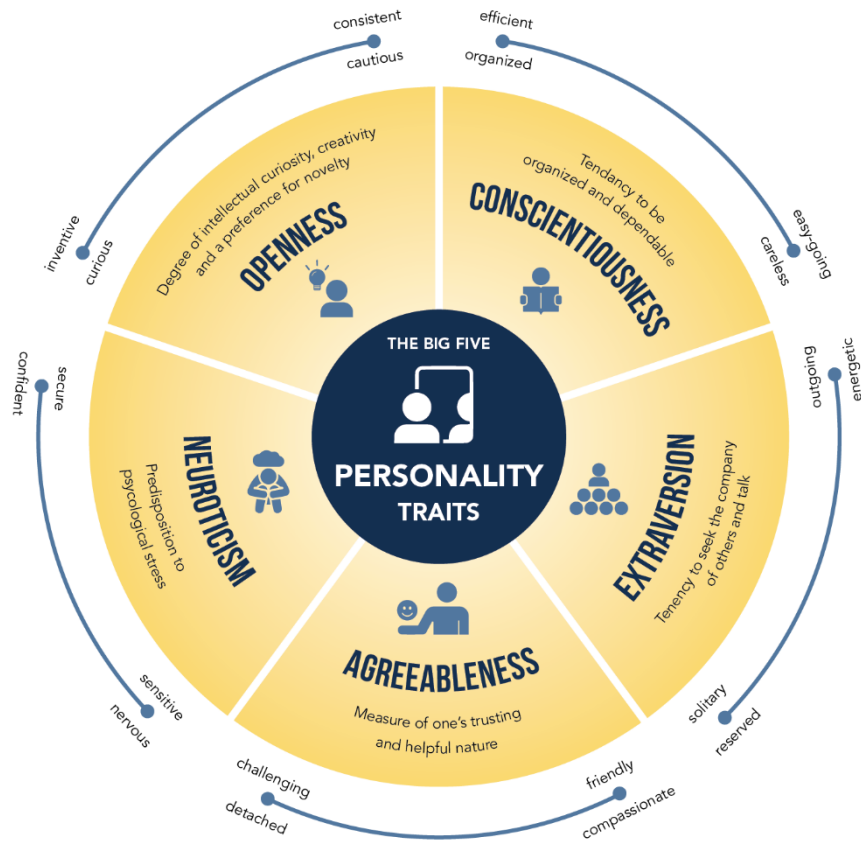 THE BIG FIVE
PERSONALITY
TRAITS
consistent
cautious
inventive
curious
Degree of intellectual curiosity, creativity
and a preference for novelty
OPENNESS
efficient
organized
easy-going
careless
Tendancy to be
organized and dependable
CONSCIENTIOUSNESS
energetic
outgoing
solitary
reserved
EXTRAVERSION
Tenency to seek the company
of others and talk
AGREEABLENESS
Measure of one's trusting
and helpful nature
friendly
compassionate
challenging
detached
NEUROTICISM
Predisposition to
psycological stress
secure
confident
sensitive
nervous